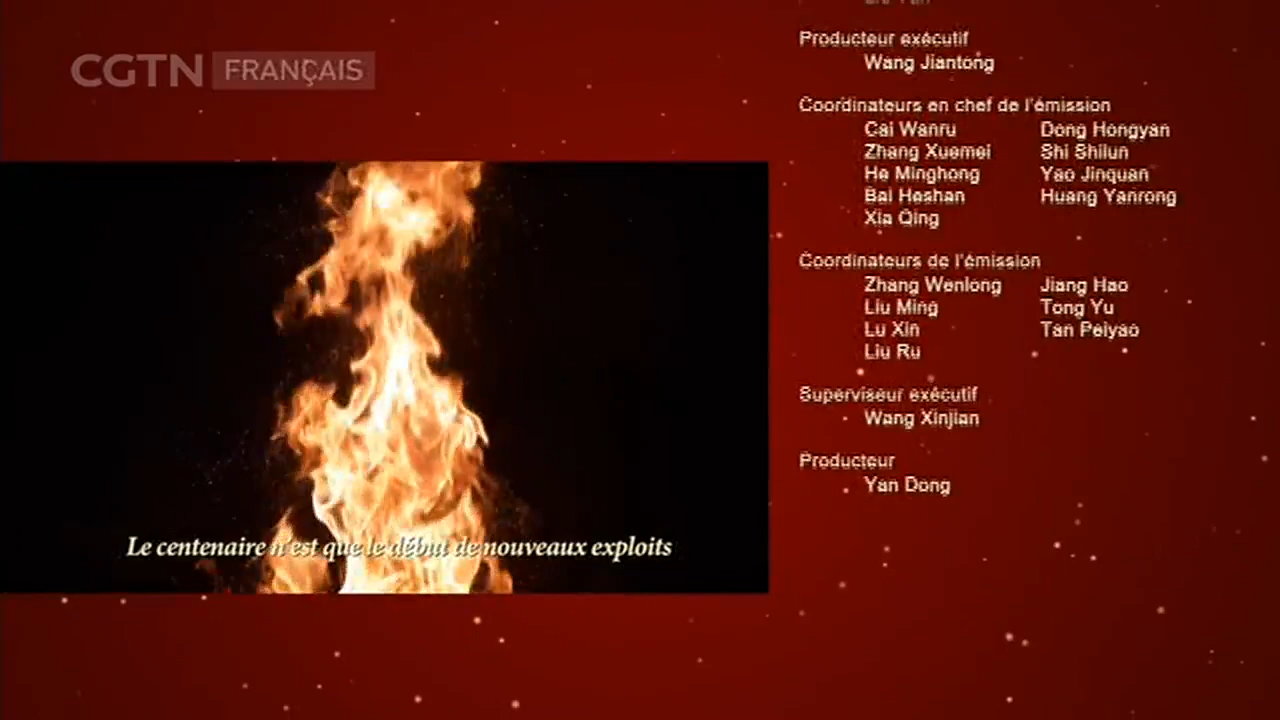 CGTN FRANÇAIS
Producteur exécutif
Wang Jiantong
Coordinateurs en chef de l'émission
Cai Wanru Dong Hongyan
Zhang Xuemei Shi Shilun
He Minghong Yao Jinquan
Bai Heshan Huang Yanrong
Xia Qing
Coordinateurs de l'émission
Zhang Wenlong Jiang Hao
Liu Ming Tong Yu
Lu Xin Tan Peiyao
Liu Ru
Superviseur exécutif
Wang Xinjian
Producteur
Yan Dong
Le centenaire n'est que le début de nouveaux exploits